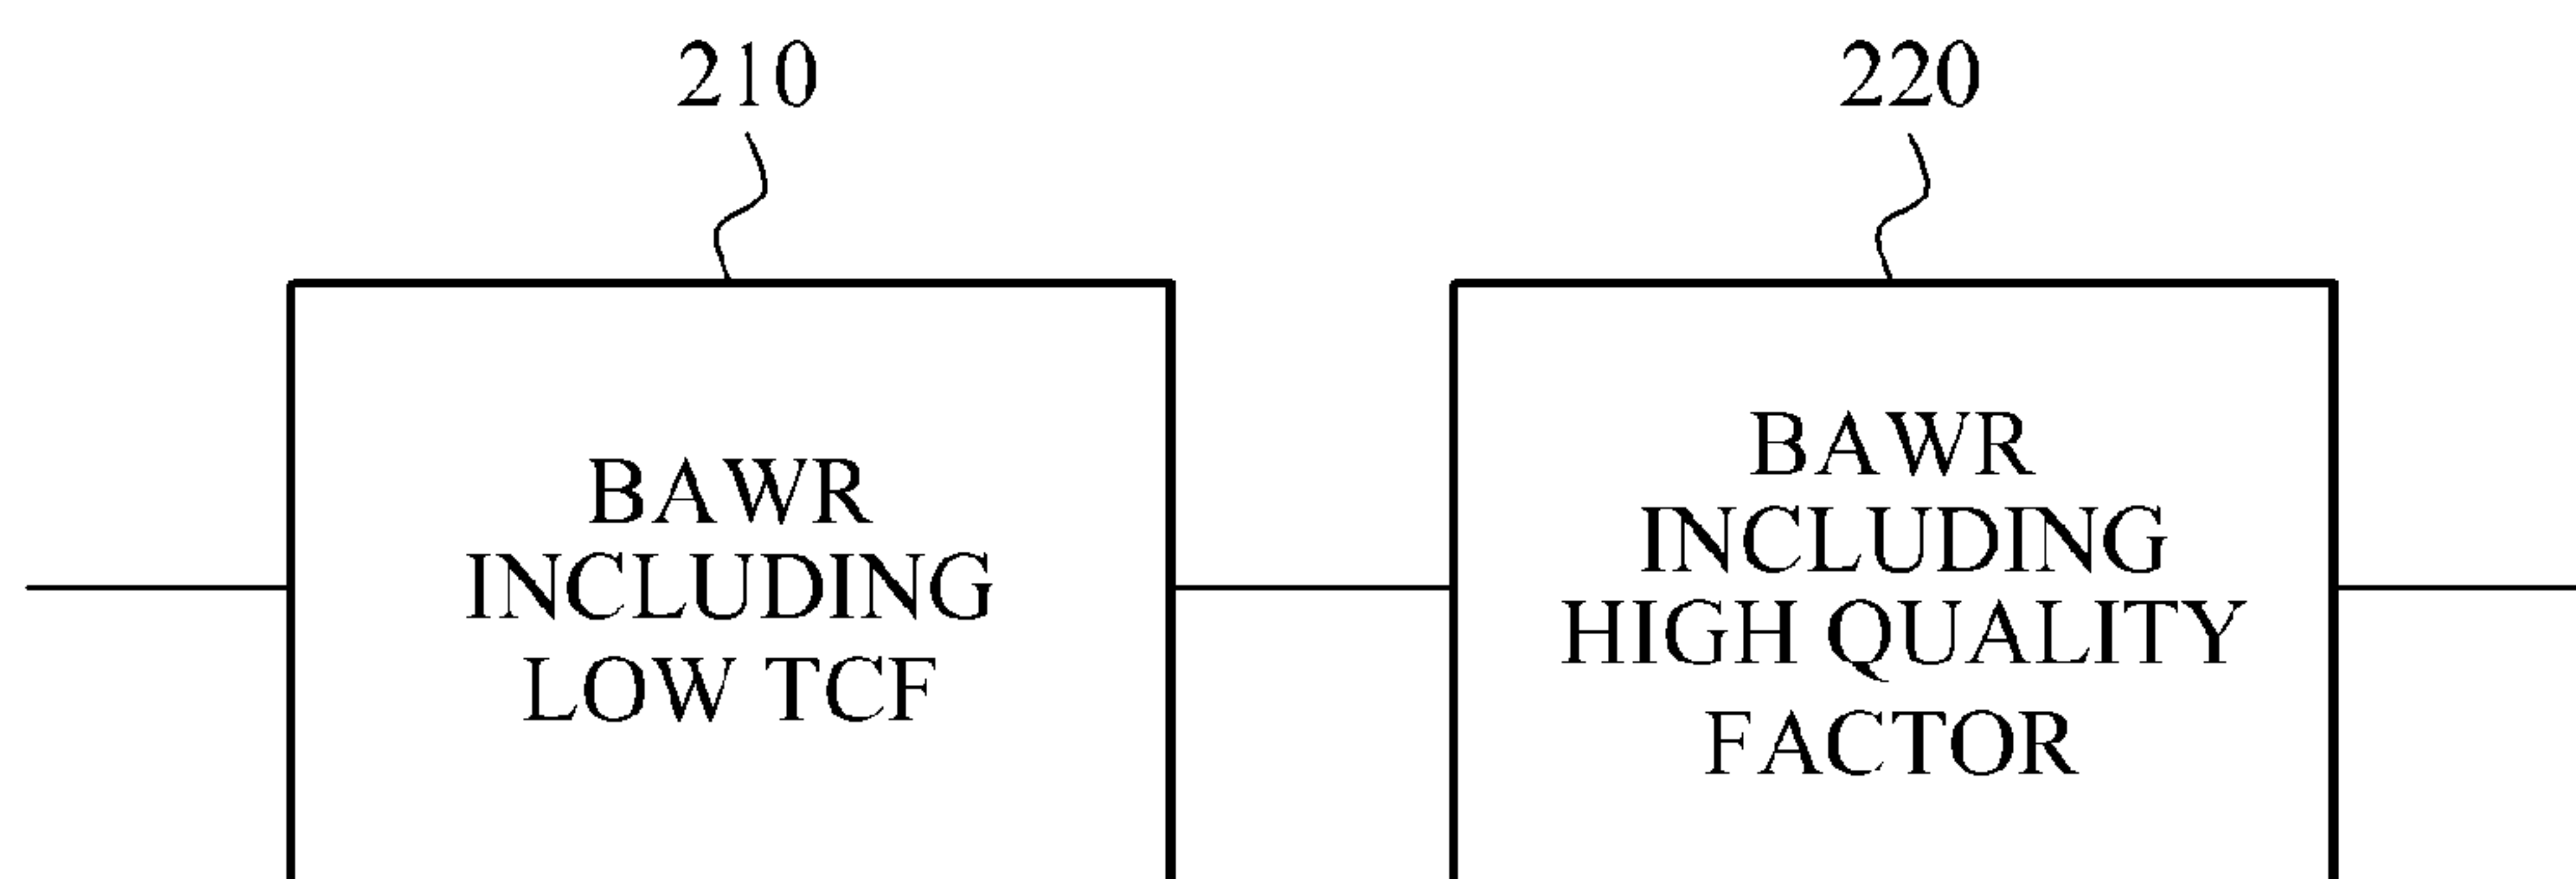 210
220
BAWR
INCLUDING
LOW TCF
BAWR
INCLUDING
HIGH QUALITY
FACTOR